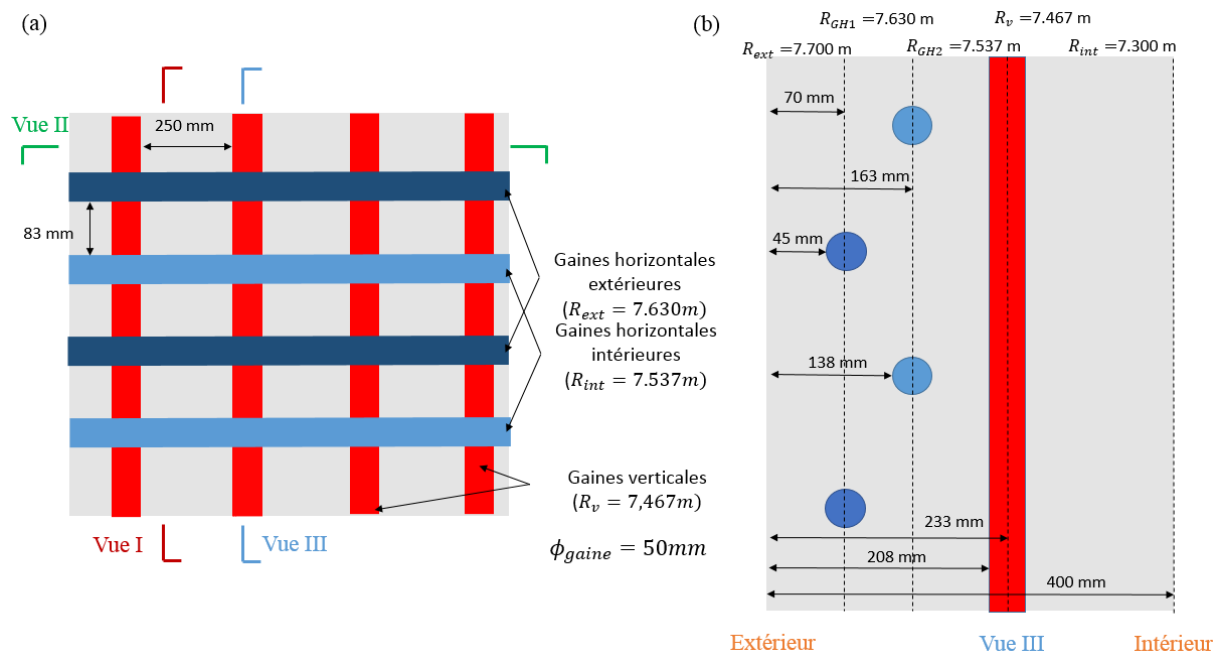 (a)
Vue II
250 mm
83 mm
Gaines horizontales
extérieures
(R_ext = 7.630m)
Gaines horizontales
intérieures
(R_int = 7.537m)
Gaines verticales
(R_v = 7,467m)
ϕ_gaine = 50mm
Vue I
Vue III
(b)
R_GH1 =7.630 m
R_v =7.467 m
R_ext =7.700 m
R_GH2 =7.537 m
R_int =7.300 m
70 mm
163 mm
45 mm
138 mm
233 mm
208 mm
400 mm
Extérieur
Vue III
Intérieur